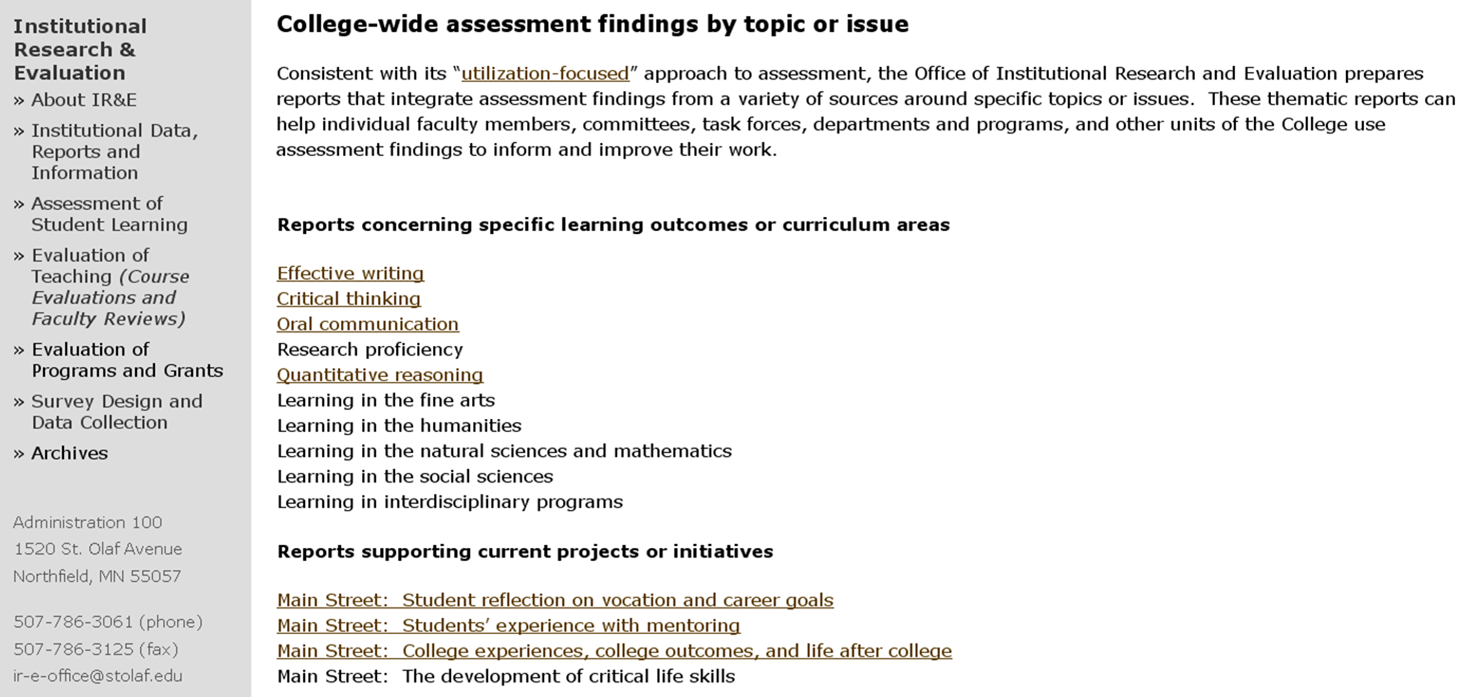 Institutional
Research &
Evaluation
» About IR&E
» Institutional Data,
Reports and
Information
» Assessment of
Student Learning
» Evaluation of
Teaching (Course
Evaluations and
Faculty Reviews)
» Evaluation of
Programs and Grants
» Survey Design and
Data Collection
» Archives
Administration 100
1520 St. Olaf Avenue
Northfield, MN 55057
507-786-3061 (phone)
507-786-3125 (fax)
ir-e-office@stolaf.edu
College-wide assessment findings by topic or issue
Consistent with its “utilization-focused” approach to assessment, the Office of Institutional Research and Evaluation prepares
reports that integrate assessment findings from a variety of sources around specific topics or issues.  These thematic reports can
help individual faculty members, committees, task forces, departments and programs, and other units of the College use
assessment findings to inform and improve their work.
Reports concerning specific learning outcomes or curriculum areas
Effective writing
Critical thinking
Oral communication
Research proficiency
Quantitative reasoning
Learning in the fine arts
Learning in the humanities
Learning in the natural sciences and mathematics
Learning in the social sciences
Learning in interdisciplinary programs
Reports supporting current projects or initiatives
Main Street:  Student reflection on vocation and career goals
Main Street:  Students’ experience with mentoring
Main Street:  College experiences, college outcomes, and life after college
Main Street:  The development of critical life skills